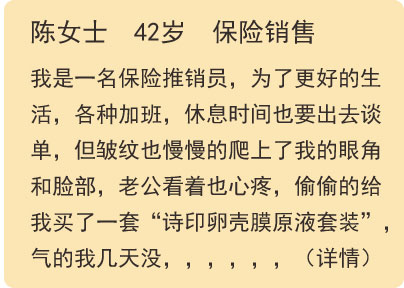 陈女士　42岁　保险销售
我是一名保险推销员，为了更好的生
活，各种加班，休息时间也要出去谈
单，但皱纹也慢慢的爬上了我的眼角
和脸部，老公看着也心疼，偷偷的给
我买了一套“诗印卵壳膜原液套装”，
气的我几天没，，，，，，（详情）